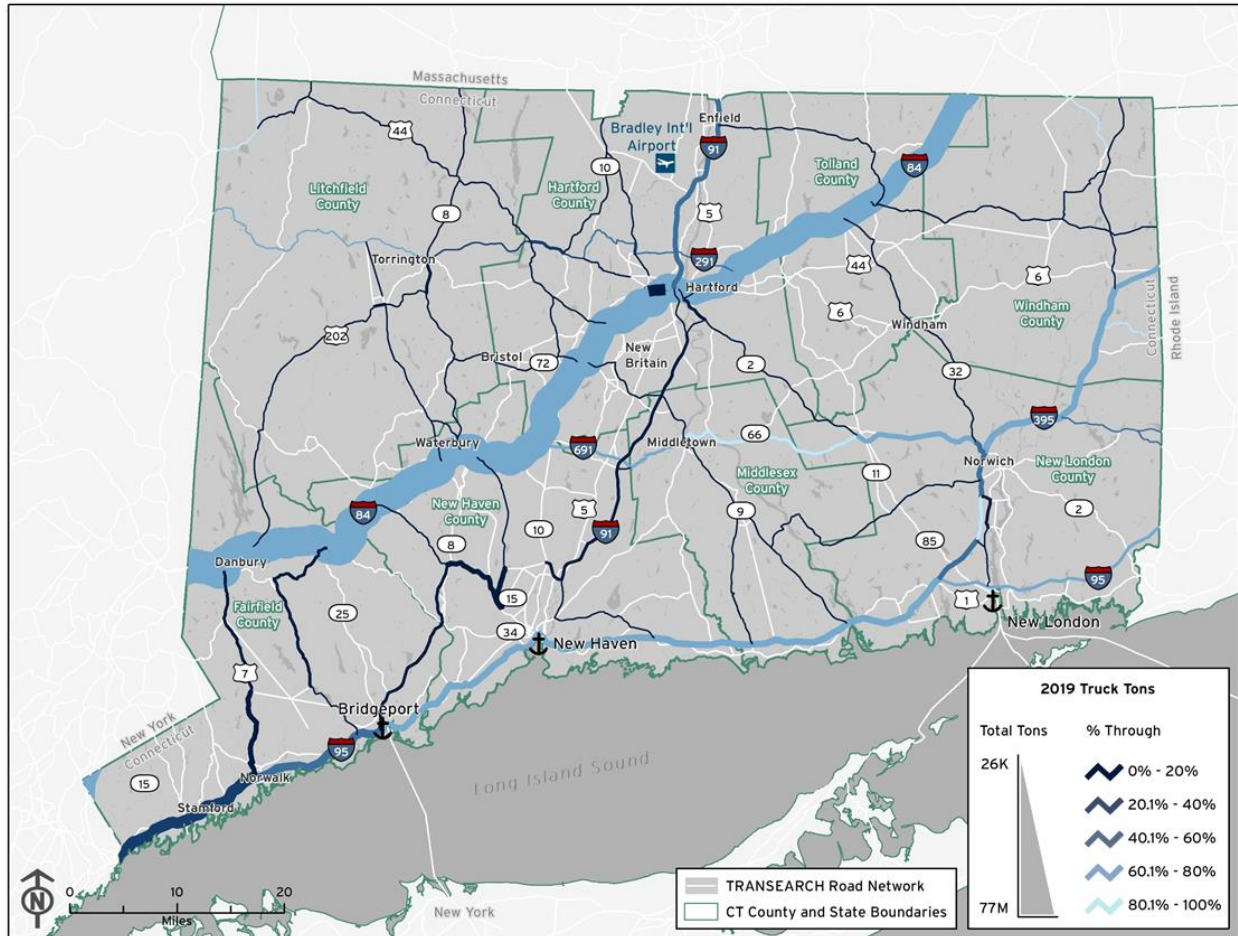 Massachusetts
Connecticut
Enfield
Bradley Int'l
Airport
91
44
10
Tolland
County
84
Litchfield
County
Hartford
County
8
5
291
Torrington
44
6
Hartford
Windham
County
Connecticut
Rhode Island
202
6
Windham
New
Britain
Bristol
72
2
32
395
Waterbury
691
Middletown
66
Norwich
New London
County
Middlesex
County
11
84
New Haven
County
5
9
2
8
10
91
85
Danbury
95
15
1
Fairfield
County
25
34
New Haven
New London
7
Bridgeport
New York
Connecticut
95
Long Island Sound
15
Norwalk
Stamford
2019 Truck Tons
Total Tons
% Through
26K
0% - 20%
20.1% - 40%
40.1% - 60%
60.1% - 80%
80.1% - 100%
77M
N
0 10 20
Miles
New York
TRANSEARCH Road Network
CT County and State Boundaries